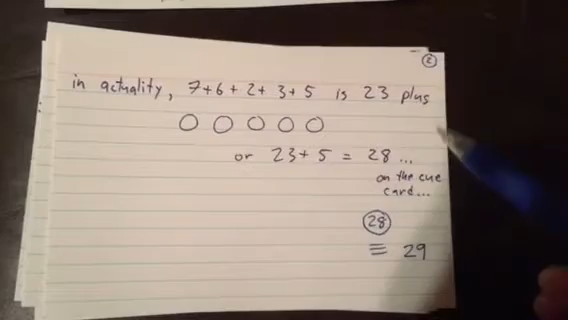 2
in actuality, 7+6+2+3+5 is 23 plus
○ ○ ○ ○ ○
or 23+5 = 28...
on the cue
card...
28
≡ 29